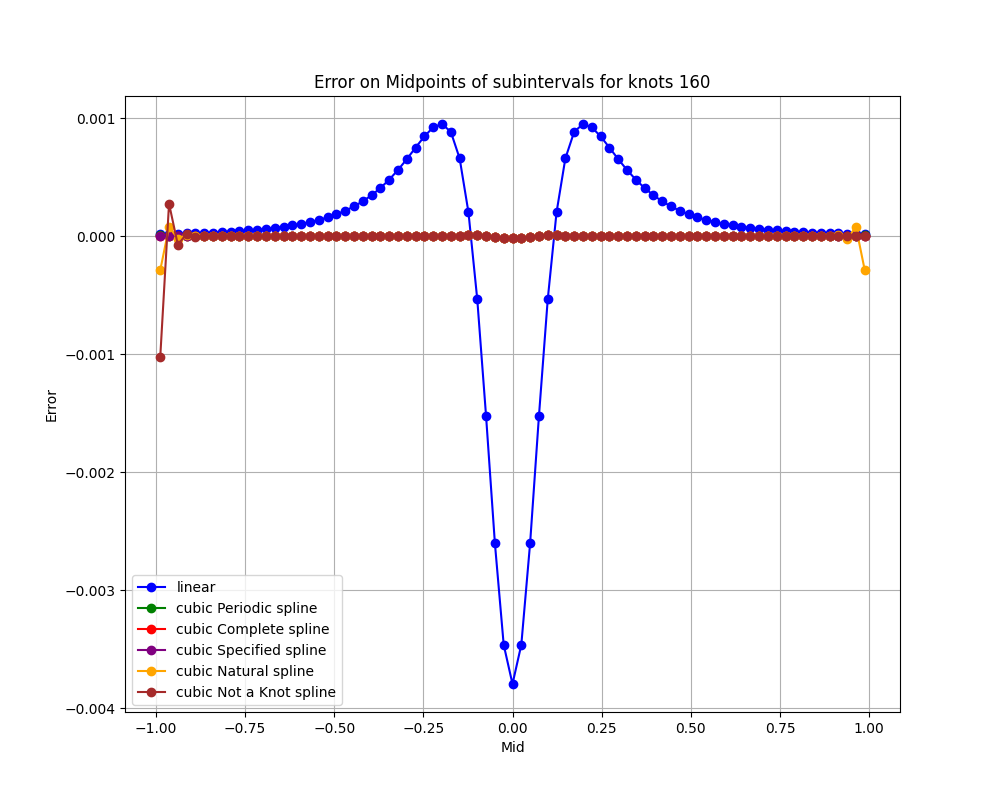 Error on Midpoints of subintervals for knots 160
Error
0.001
0.000
−0.001
−0.002
−0.003
−0.004
linear
cubic Periodic spline
cubic Complete spline
cubic Specified spline
cubic Natural spline
cubic Not a Knot spline
−1.00
−0.75
−0.50
−0.25
0.00
0.25
0.50
0.75
1.00
Mid